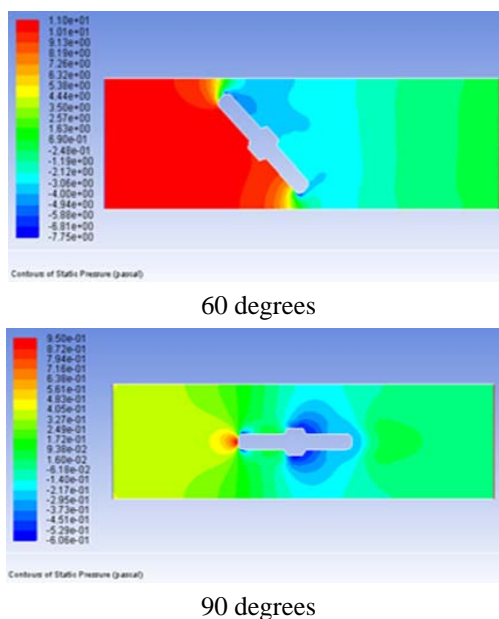 1.10e+01
1.01e+01
9.13e+00
8.19e+00
7.26e+00
6.32e+00
5.38e+00
4.44e+00
3.50e+00
2.57e+00
1.63e+00
6.90e-01
-2.48e-01
-1.19e+00
-2.12e+00
-3.06e+00
-4.00e+00
-4.94e+00
-5.88e+00
-6.81e+00
-7.75e+00
Contours of Static Pressure (pascal)
60 degrees
9.50e-01
8.72e-01
7.94e-01
7.16e-01
6.38e-01
5.61e-01
4.83e-01
4.05e-01
3.27e-01
2.49e-01
1.72e-01
9.38e-02
1.60e-02
-6.18e-02
-1.40e-01
-2.17e-01
-2.95e-01
-3.73e-01
-4.51e-01
-5.29e-01
-6.06e-01
Contours of Static Pressure (pascal)
90 degrees